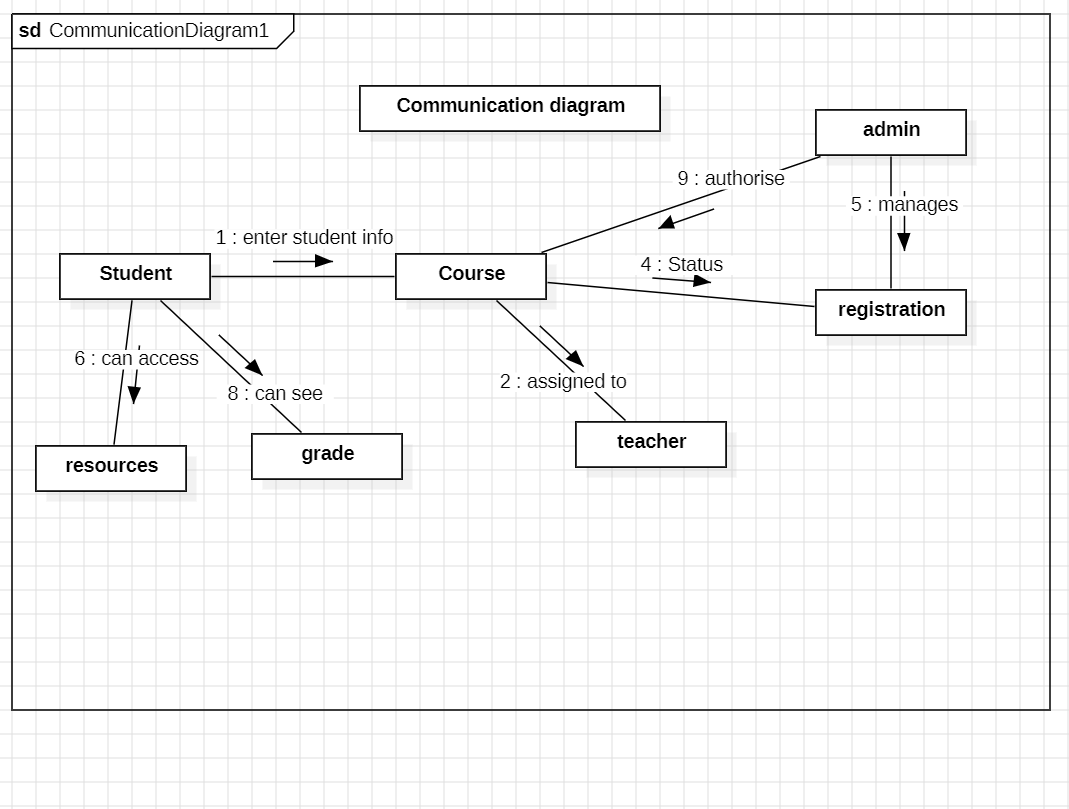 sd CommunicationDiagram1
Communication diagram
admin
9 : authorise
5 : manages
1 : enter student info
4 : Status
Student
Course
registration
6 : can access
8 : can see
2 : assigned to
teacher
grade
resources